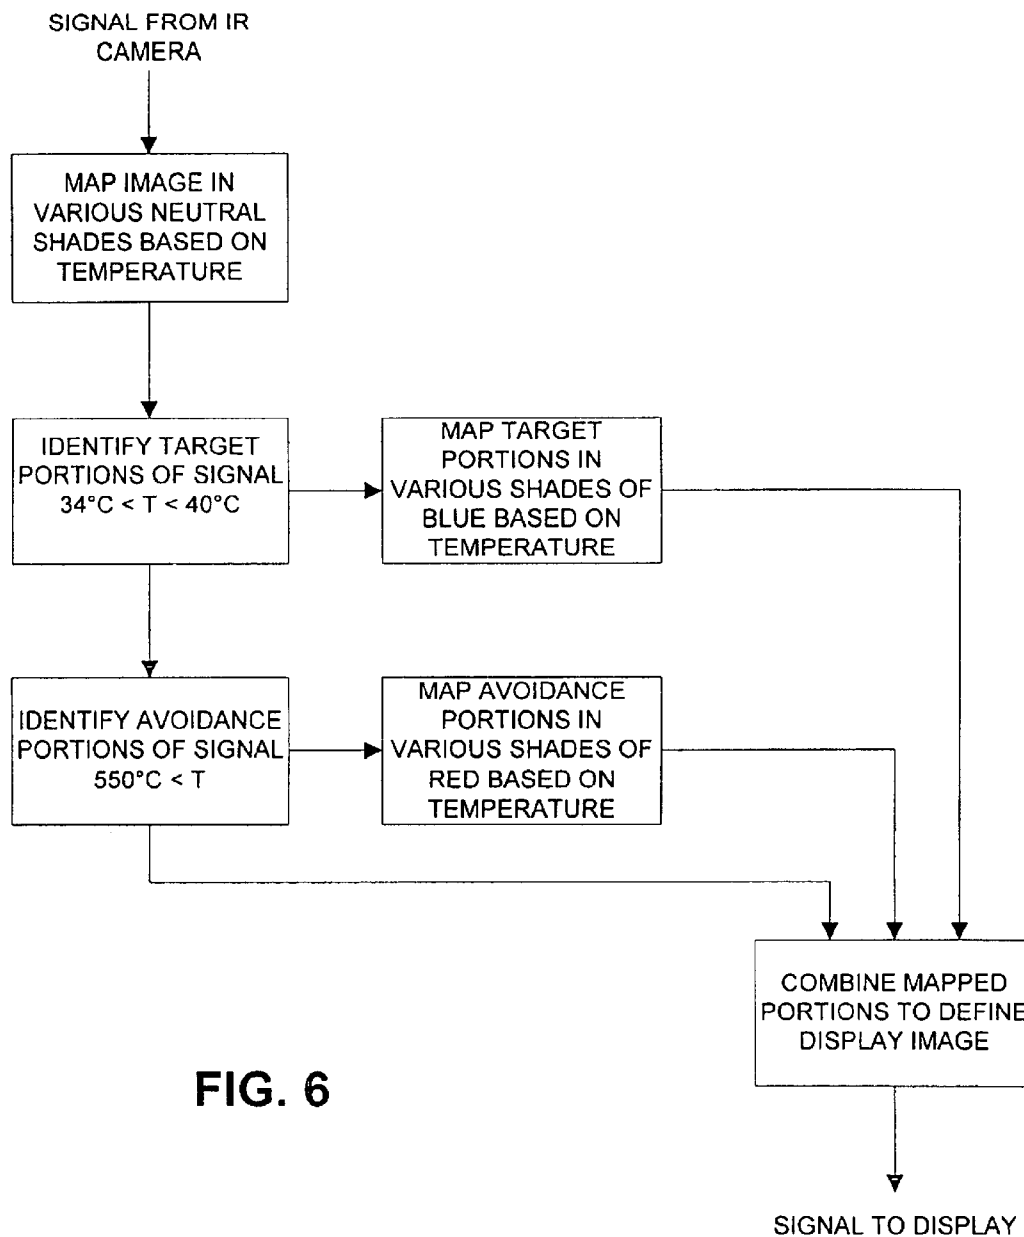 SIGNAL FROM IR
CAMERA
MAP IMAGE IN
VARIOUS NEUTRAL
SHADES BASED ON
TEMPERATURE
IDENTIFY TARGET
PORTIONS OF SIGNAL
34°C < T < 40°C
MAP TARGET
PORTIONS IN
VARIOUS SHADES OF
BLUE BASED ON
TEMPERATURE
IDENTIFY AVOIDANCE
PORTIONS OF SIGNAL
550°C < T
MAP AVOIDANCE
PORTIONS IN
VARIOUS SHADES OF
RED BASED ON
TEMPERATURE
COMBINE MAPPED
PORTIONS TO DEFINE
DISPLAY IMAGE
FIG. 6
SIGNAL TO DISPLAY